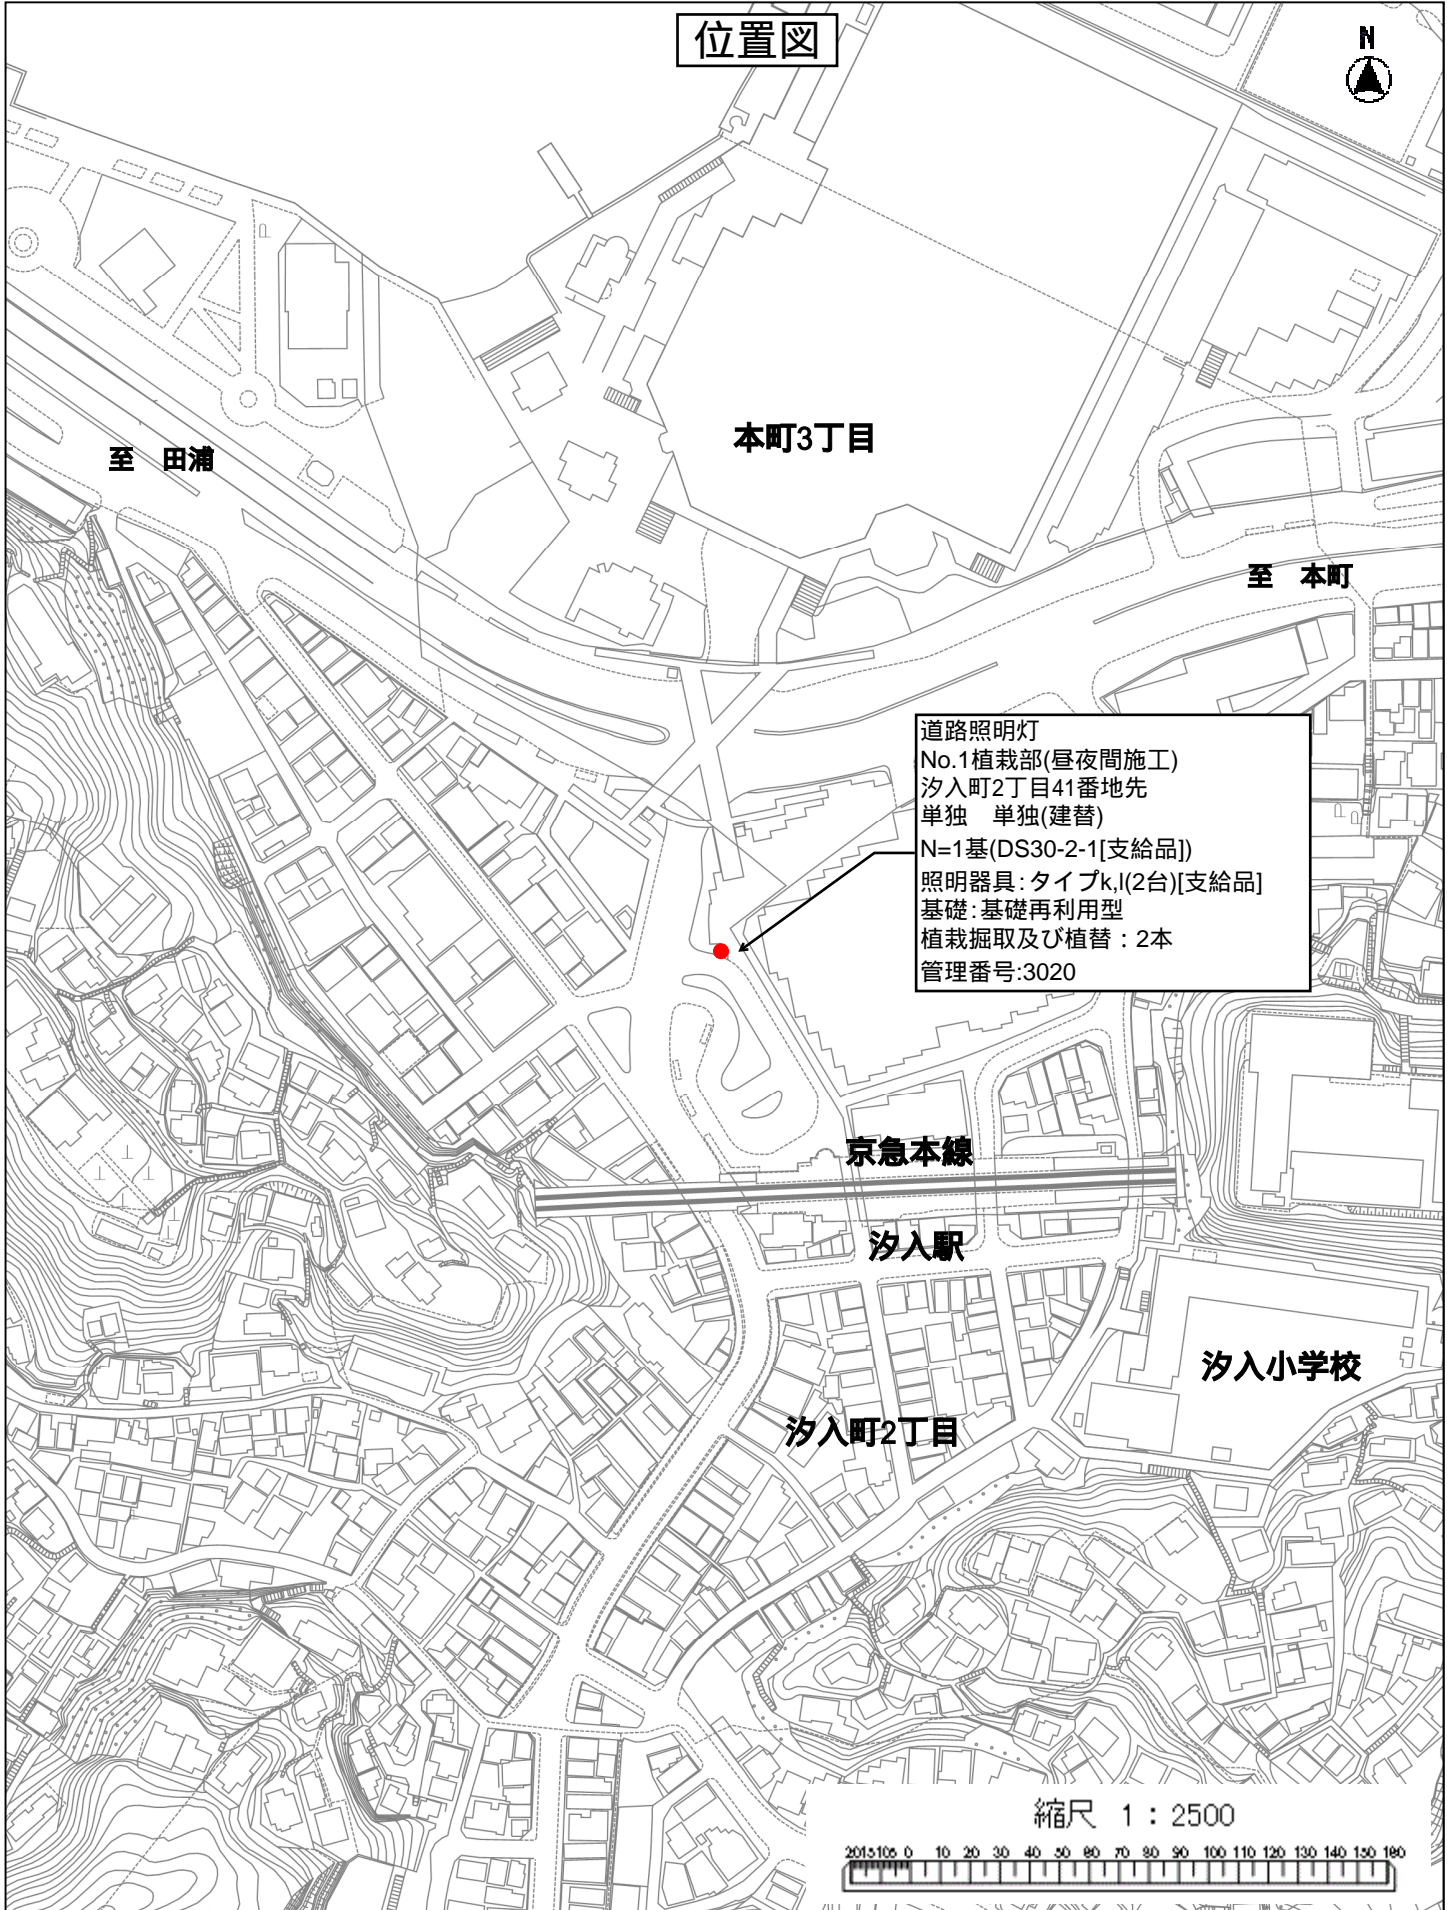 位置図
N
本町3丁目
至　田浦
至　本町
道路照明灯
No.1植栽部(昼夜間施工)
汐入町2丁目41番地先
単独　単独(建替)
N=1基(DS30-2-1[支給品])
照明器具:タイプk,l(2台)[支給品]
基礎:基礎再利用型
植栽掘取及び植替：2本
管理番号:3020
京急本線
汐入駅
汐入小学校
汐入町2丁目
縮尺 1：2500
20 15 10 5 0 10 20 30 40 50 60 70 80 90 100 110 120 130 140 150 160